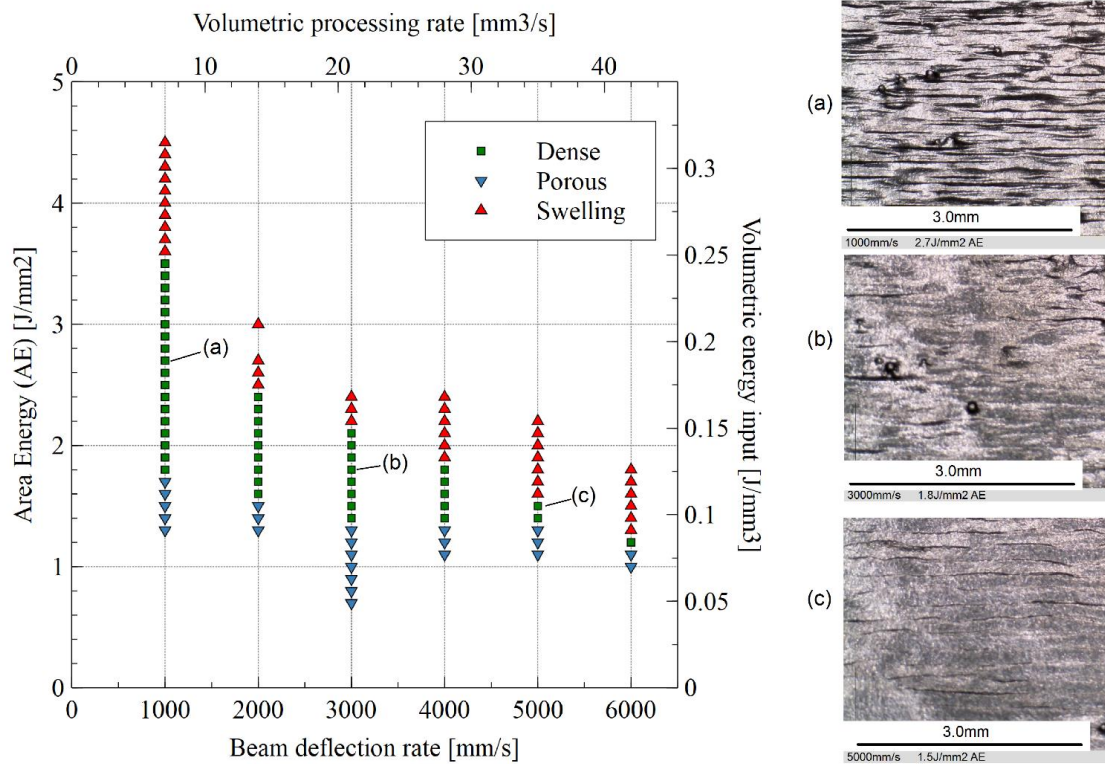 Volumetric processing rate [mm3/s]
0 10 20 30 40
5
4
3
2
1
0
Area Energy (AE) [J/mm2]
Dense
Porous
Swelling
(a)
(b)
(c)
0.3
0.25
0.2
0.15
0.1
0.05
0
Volumetric energy input [J/mm3]
0 1000 2000 3000 4000 5000 6000
Beam deflection rate [mm/s]
(a)
3.0mm
1000mm/s 2.7J/mm2 AE
(b)
3.0mm
3000mm/s 1.8J/mm2 AE
(c)
3.0mm
5000mm/s 1.5J/mm2 AE